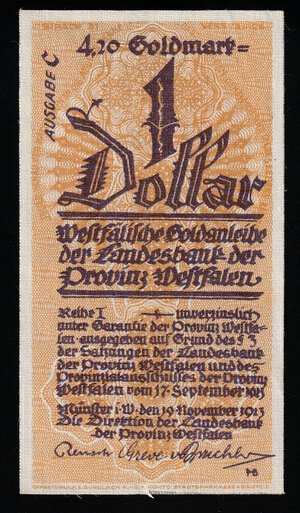 4,20 Goldmark=
AUSGABE C
1
Dollar
Westfälische Goldanleihe
der Landesbank der
Provinz Westfalen
Reihe I unverzinslich
unter Garantie der Provinz Westfa-
len ausgegeben auf Grund des § 3
der Satzungen der Landesbank
der Provinz Westfalen und des
Provinzialausschusses der Provinz
Westfalen vom 17. September 1923
Münster i.W. den 19. November 1923
Die Direktion der Landesbank
der Provinz Westfalen